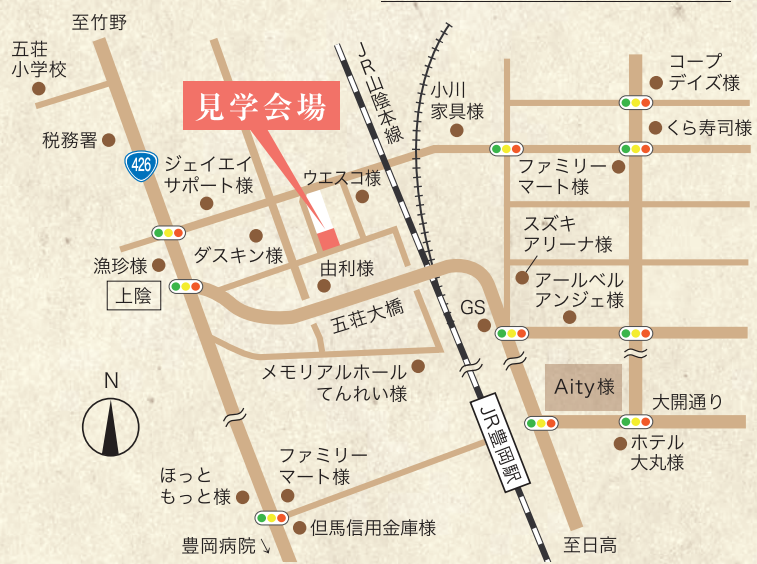 至竹野
五荘
小学校
税務署
426
見学会場
ジェイエイ
サポート様
ウエスコ様
ダスキン様
漁珍様
上陰
由利様
五荘大橋
JR山陰本線
小川
家具様
コープ
デイズ様
くら寿司様
ファミリー
マート様
スズキ
アリーナ様
アールベル
アンジェ様
GS
メモリアルホール
てんれい様
Aity様
大開通り
ホテル
大丸様
N
JR豊岡駅
ファミリー
マート様
ほっと
もっと様
但馬信用金庫様
豊岡病院↘
至日高